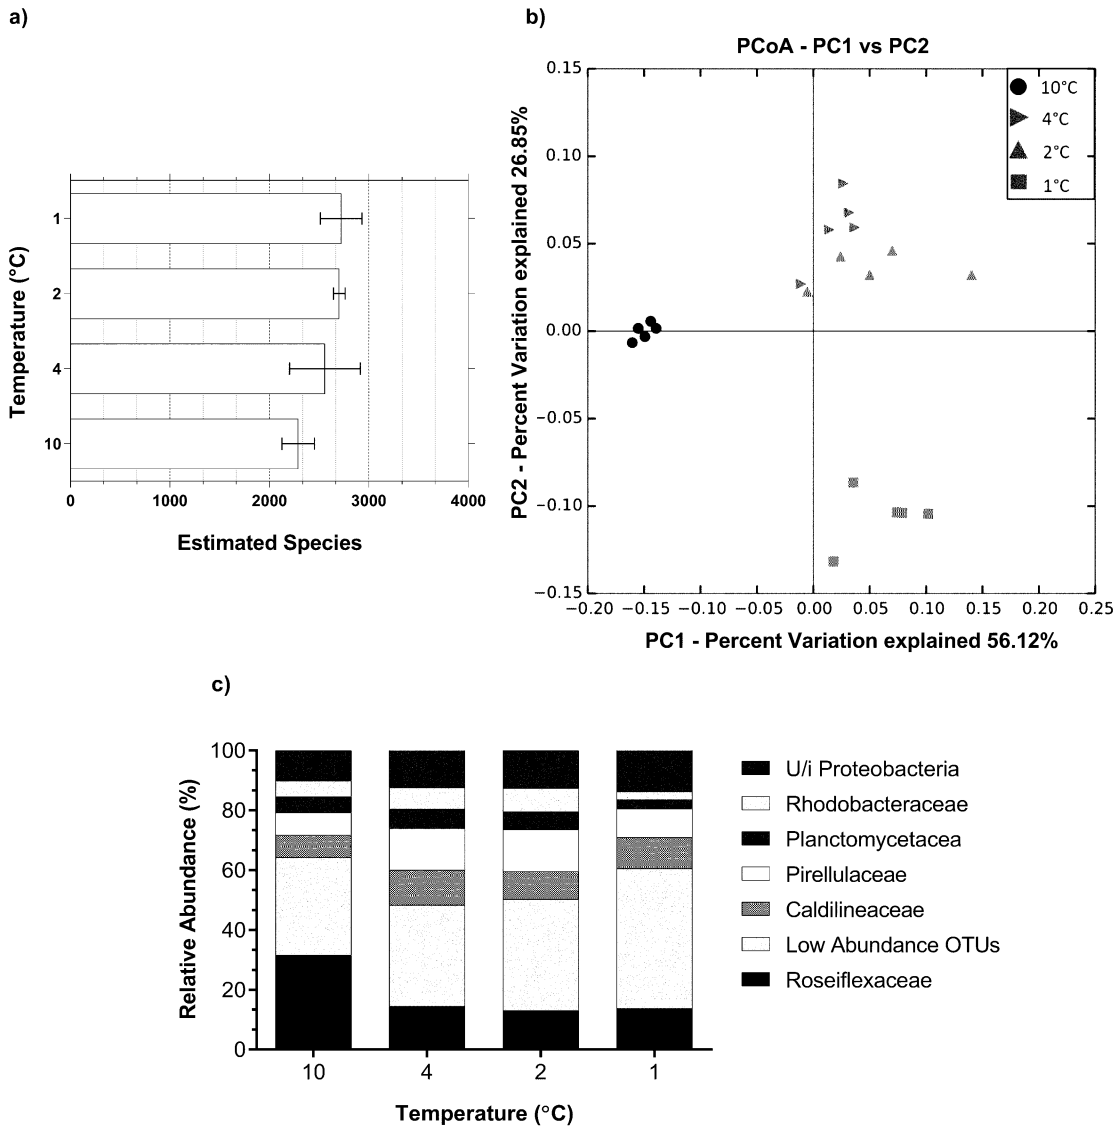 a)
Temperature (°C)
1
2
4
10
0
1000
2000
3000
4000
Estimated Species
b)
PCoA - PC1 vs PC2
PC2 - Percent Variation explained 26.85%
0.15
0.10
0.05
0.00
−0.05
−0.10
−0.15
−0.20
−0.15
−0.10
−0.05
0.00
0.05
0.10
0.15
0.20
0.25
PC1 - Percent Variation explained 56.12%
10°C
4°C
2°C
1°C
c)
Relative Abundance (%)
100
80
60
40
20
0
10
4
2
1
Temperature (°C)
U/i Proteobacteria
Rhodobacteraceae
Planctomycetacea
Pirellulaceae
Caldilineaceae
Low Abundance OTUs
Roseiflexaceae